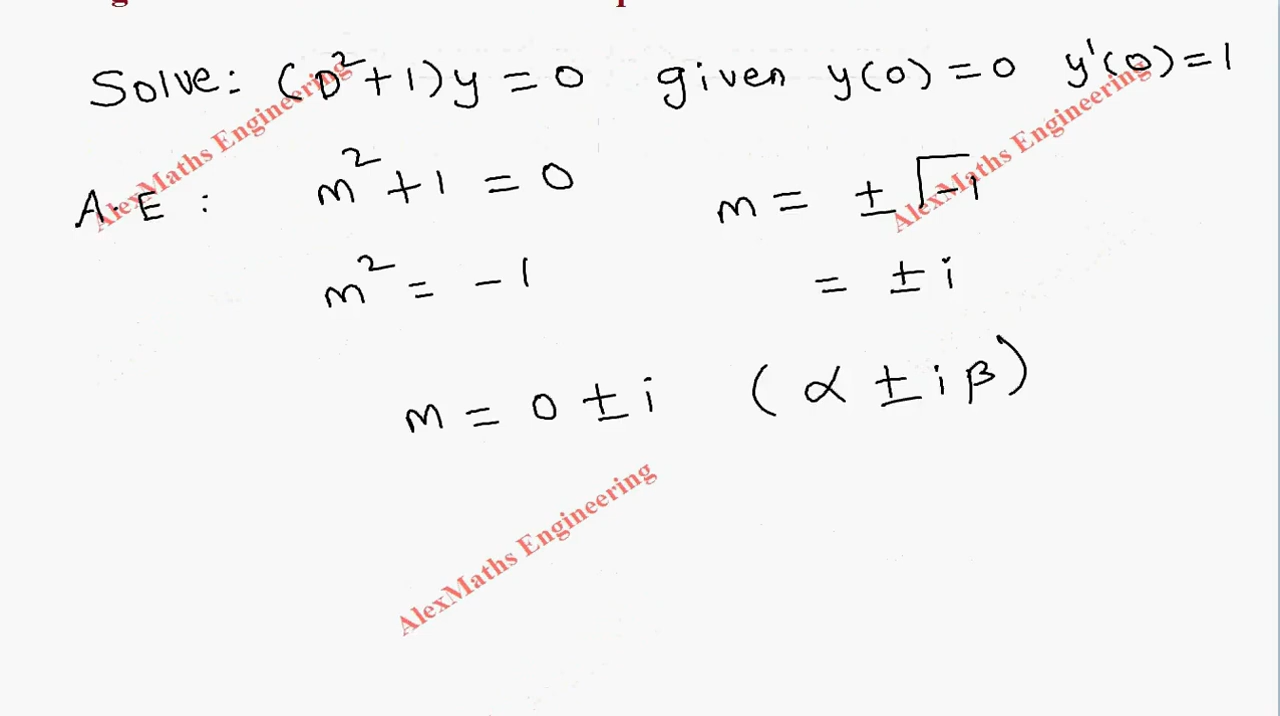 Solve: (D²+1)y = 0 given y(0) = 0 y'(0) = 1
A.E : m²+1 = 0 m = ± √-1
m² = -1 = ± i
m = 0 ± i (α ± iβ)
AlexMaths Engineering
AlexMaths Engineering
AlexMaths Engineering